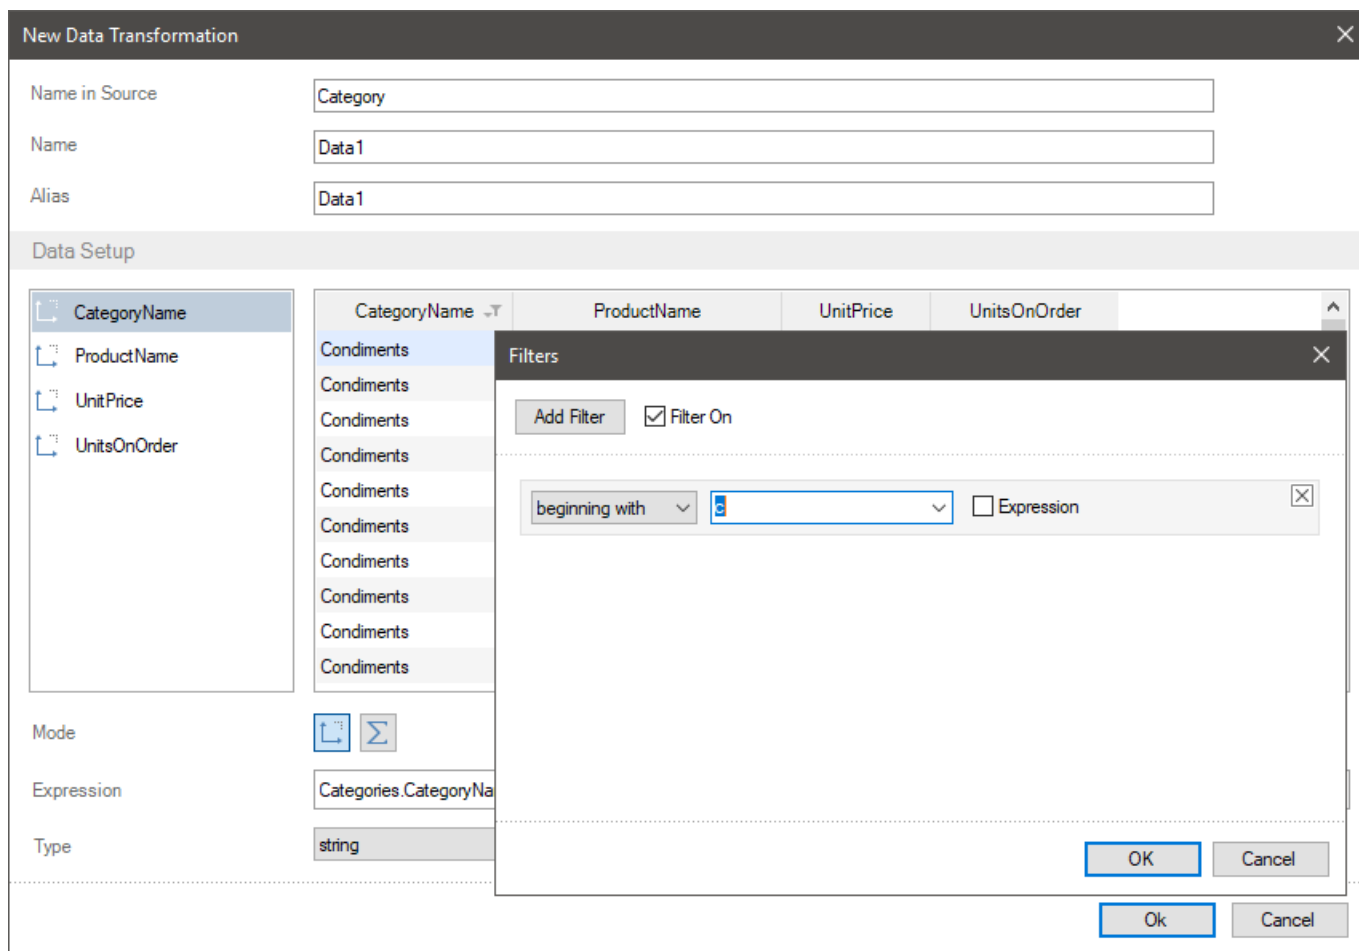 New Data Transformation
Name in Source
Category
Name
Data1
Alias
Data1
Data Setup
CategoryName
ProductName
UnitPrice
UnitsOnOrder
CategoryName ProductName UnitPrice UnitsOnOrder
Condiments
Condiments
Condiments
Condiments
Condiments
Condiments
Condiments
Condiments
Condiments
Condiments
Filters
Add Filter Filter On
beginning with c Expression
OK Cancel
Mode
Expression
Categories.CategoryNa
Type
string
Ok Cancel